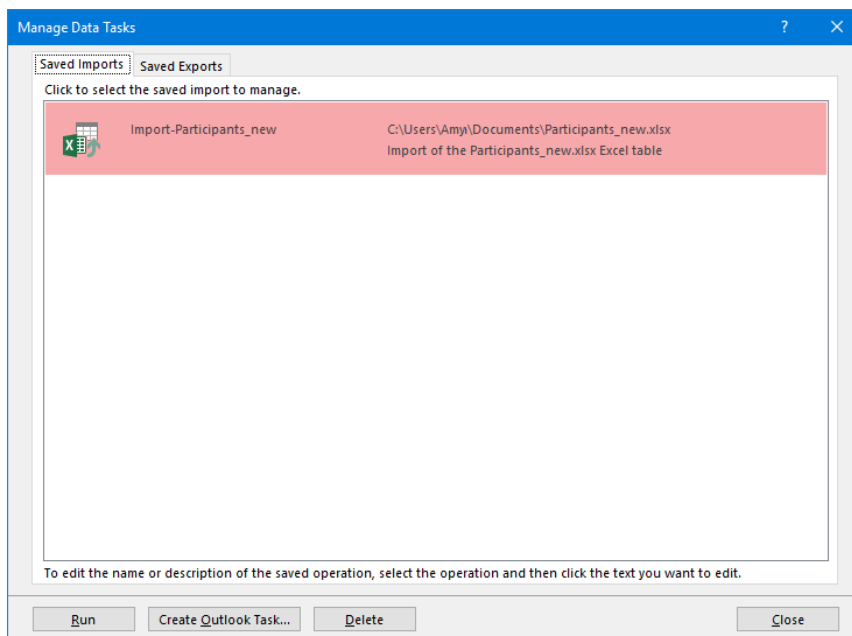 Manage Data Tasks
?
Saved Imports
Saved Exports
Click to select the saved import to manage.
Import-Participants_new
C:\Users\Amy\Documents\Participants_new.xlsx
Import of the Participants_new.xlsx Excel table
To edit the name or description of the saved operation, select the operation and then click the text you want to edit.
Run
Create Outlook Task...
Delete
Close